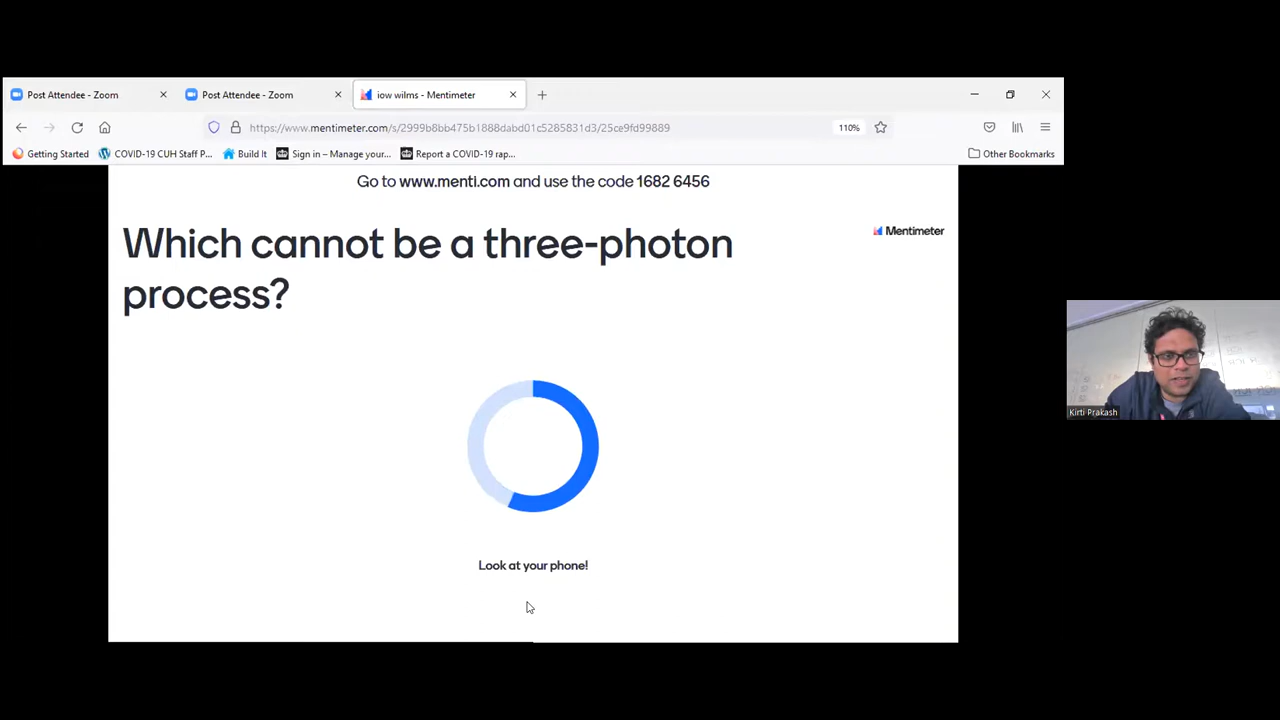 Post Attendee - Zoom
Post Attendee - Zoom
iow wilms - Mentimeter
https://www.mentimeter.com/s/2999b8bb475b1888dabd01c5285831d3/25ce9fd99889
110%
Getting Started
COVID-19 CUH Staff P...
Build It
Sign in – Manage your...
Report a COVID-19 rap...
Other Bookmarks
Go to www.menti.com and use the code 1682 6456
Which cannot be a three-photon
process?
Mentimeter
Look at your phone!
Kirti Prakash